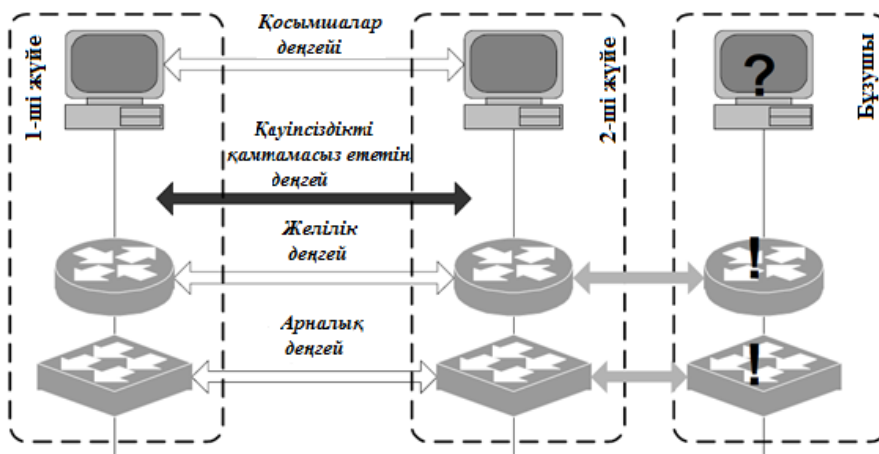 Қосымшалар
деңгейі
1-ші жүйе
2-ші жүйе
Бұзушы
?
Қауіпсіздікті
қамтамасыз ететін
деңгей
Желілік
деңгей
!
Арналық
деңгей
!